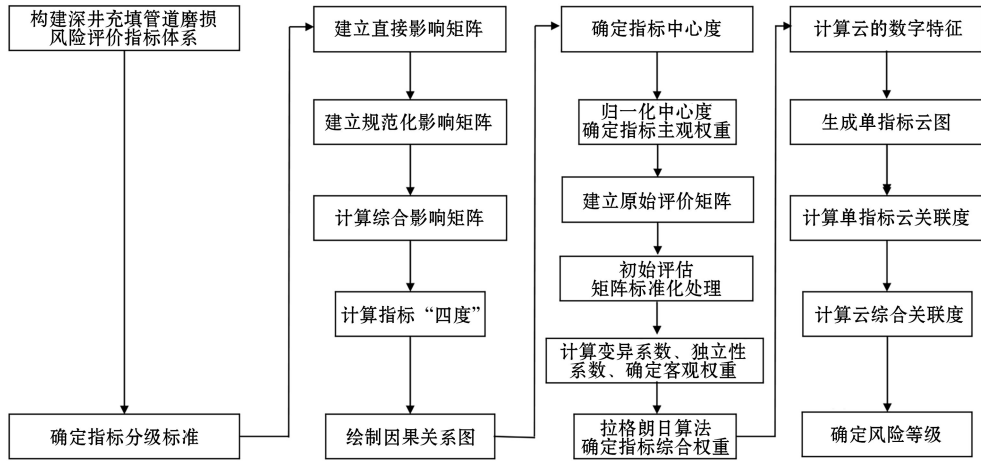 构建深井充填管道磨损
风险评价指标体系
确定指标分级标准
建立直接影响矩阵
建立规范化影响矩阵
计算综合影响矩阵
计算指标“四度”
绘制因果关系图
确定指标中心度
归一化中心度
确定指标主观权重
建立原始评价矩阵
初始评估
矩阵标准化处理
计算变异系数、独立性
系数、确定客观权重
拉格朗日算法
确定指标综合权重
计算云的数字特征
生成单指标云图
计算单指标云关联度
计算云综合关联度
确定风险等级